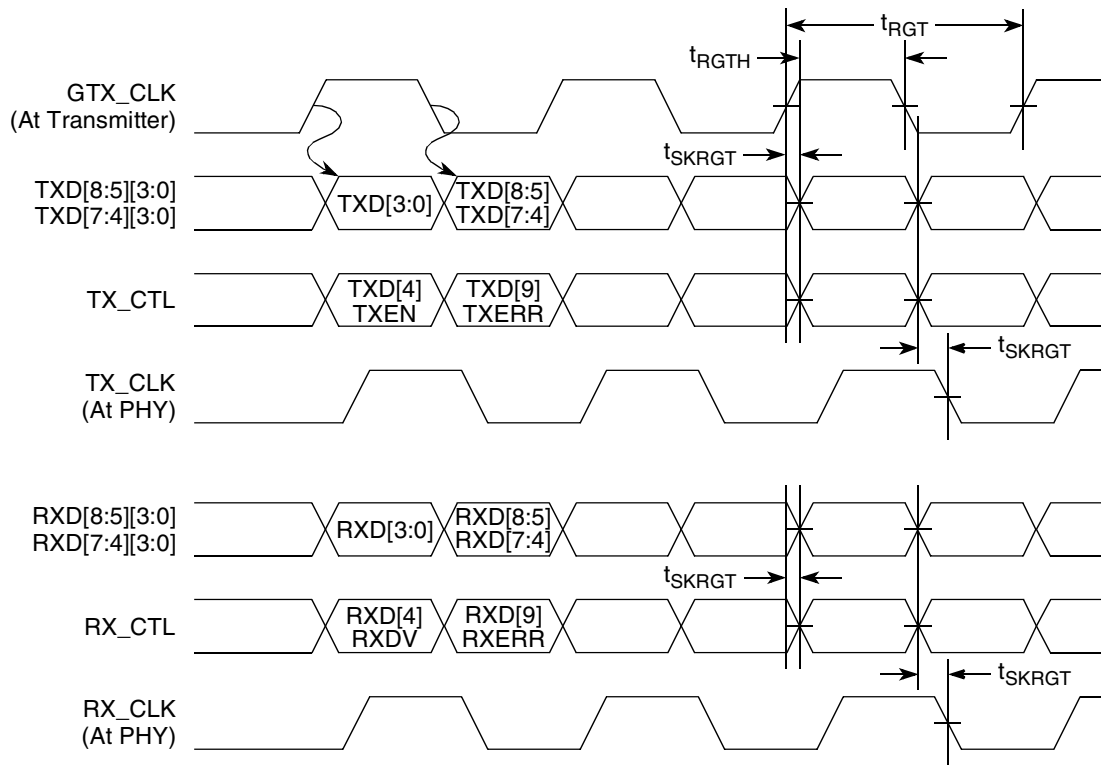 tRGT
tRGTH
GTX_CLK
(At Transmitter)
tSKRGT
TXD[8:5][3:0]
TXD[7:4][3:0]
TXD[3:0]
TXD[8:5]
TXD[7:4]
TX_CTL
TXD[4]
TXEN
TXD[9]
TXERR
tSKRGT
TX_CLK
(At PHY)
RXD[8:5][3:0]
RXD[7:4][3:0]
RXD[3:0]
RXD[8:5]
RXD[7:4]
tSKRGT
RX_CTL
RXD[4]
RXDV
RXD[9]
RXERR
tSKRGT
RX_CLK
(At PHY)